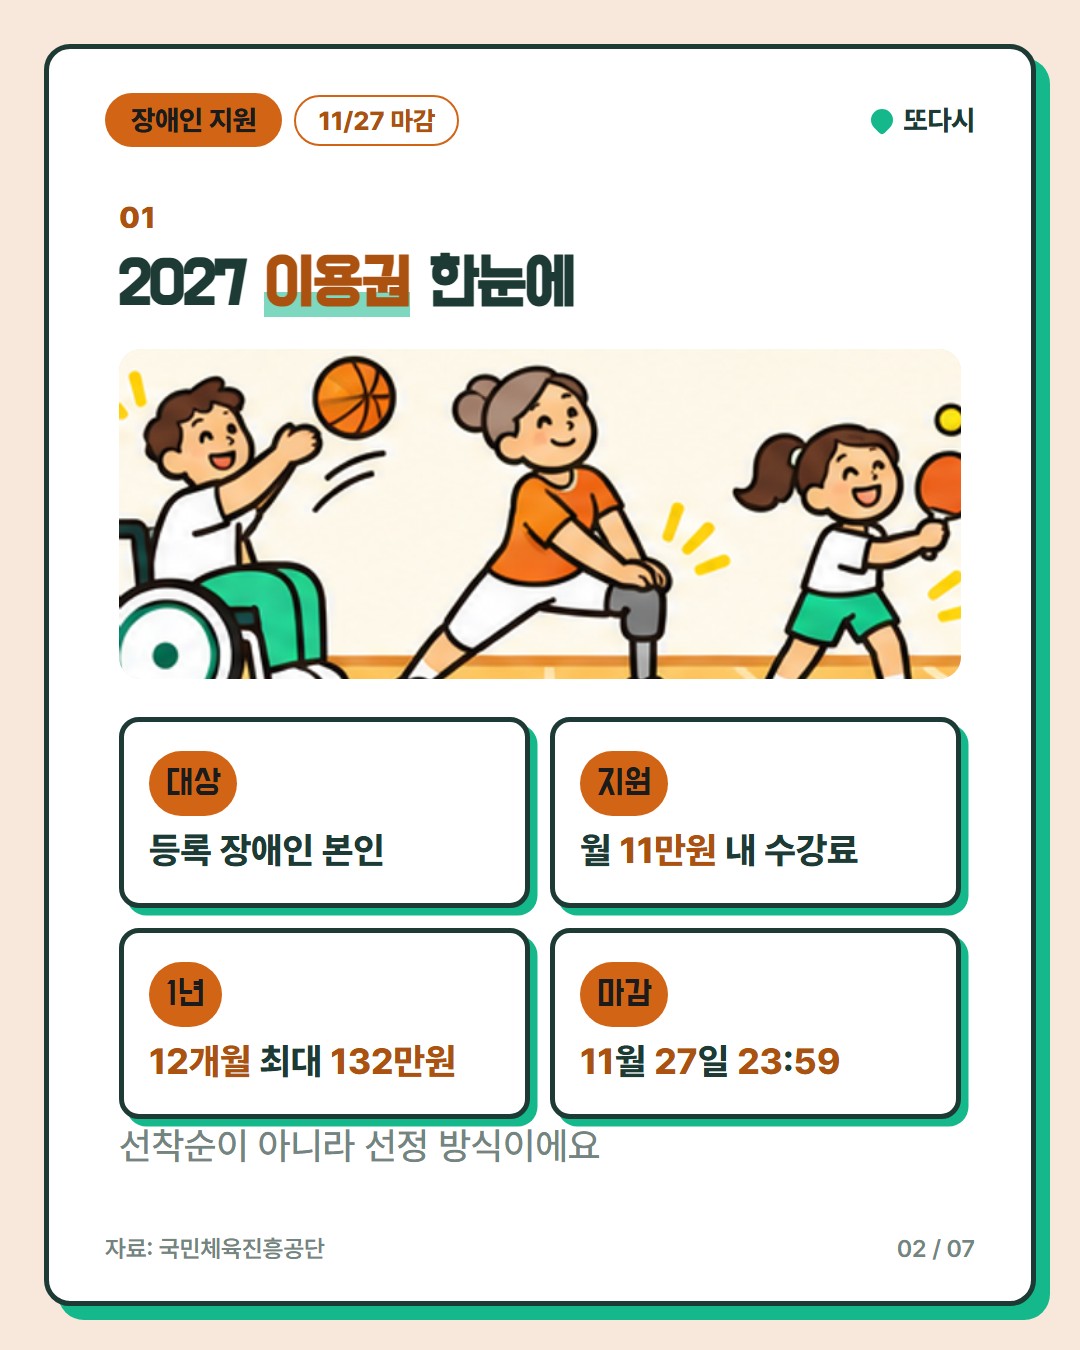 장애인 지원
11/27 마감
또다시
01
2027 이용권 한눈에
대상
등록 장애인 본인
지원
월 11만원 내 수강료
1년
12개월 최대 132만원
마감
11월 27일 23:59
선착순이 아니라 선정 방식이에요
자료: 국민체육진흥공단
02 / 07